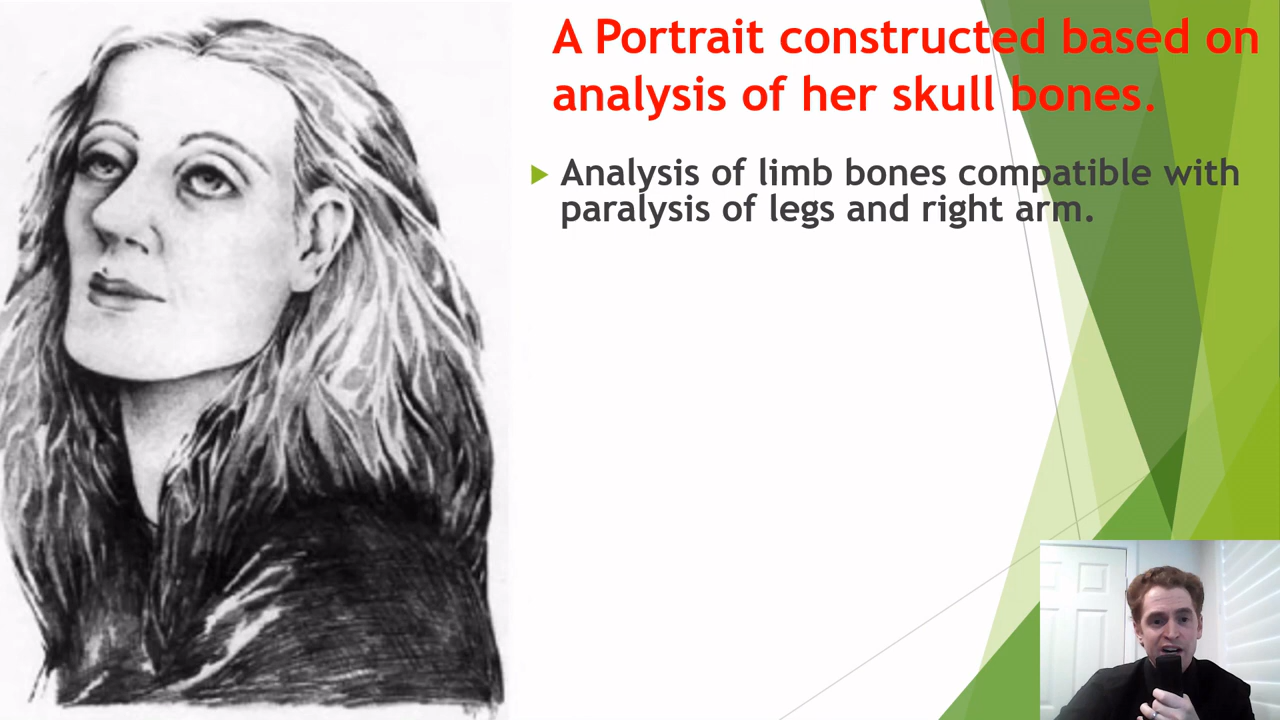 A Portrait constructed based on
analysis of her skull bones.
Analysis of limb bones compatible with
paralysis of legs and right arm.